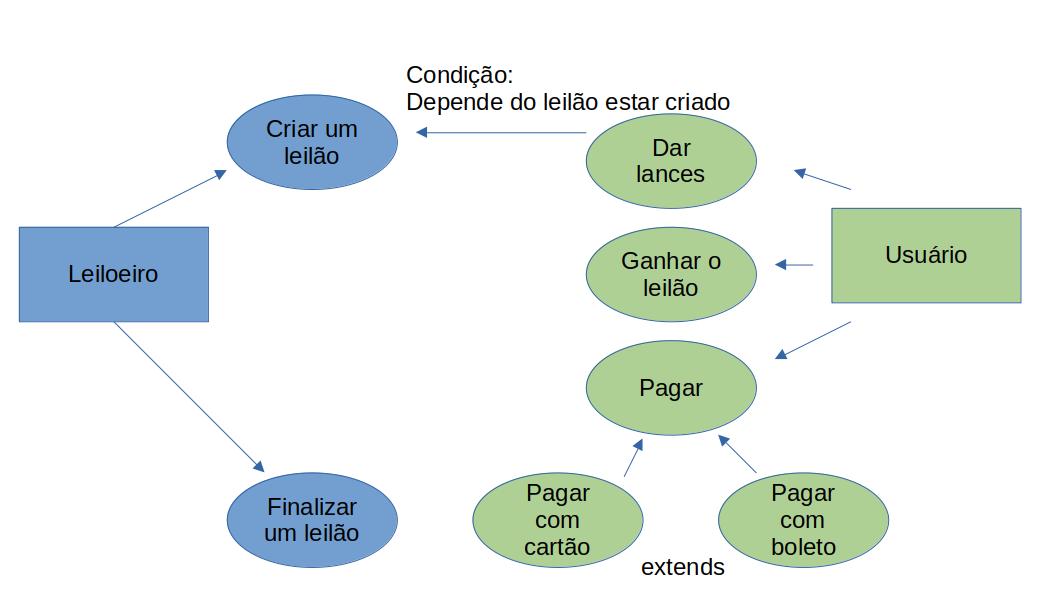 Condição:
Depende do leilão estar criado
Criar um
leilão
Dar
lances
Leiloeiro
Ganhar o
leilão
Usuário
Pagar
Finalizar
um leilão
Pagar
com
cartão
Pagar
com
boleto
extends